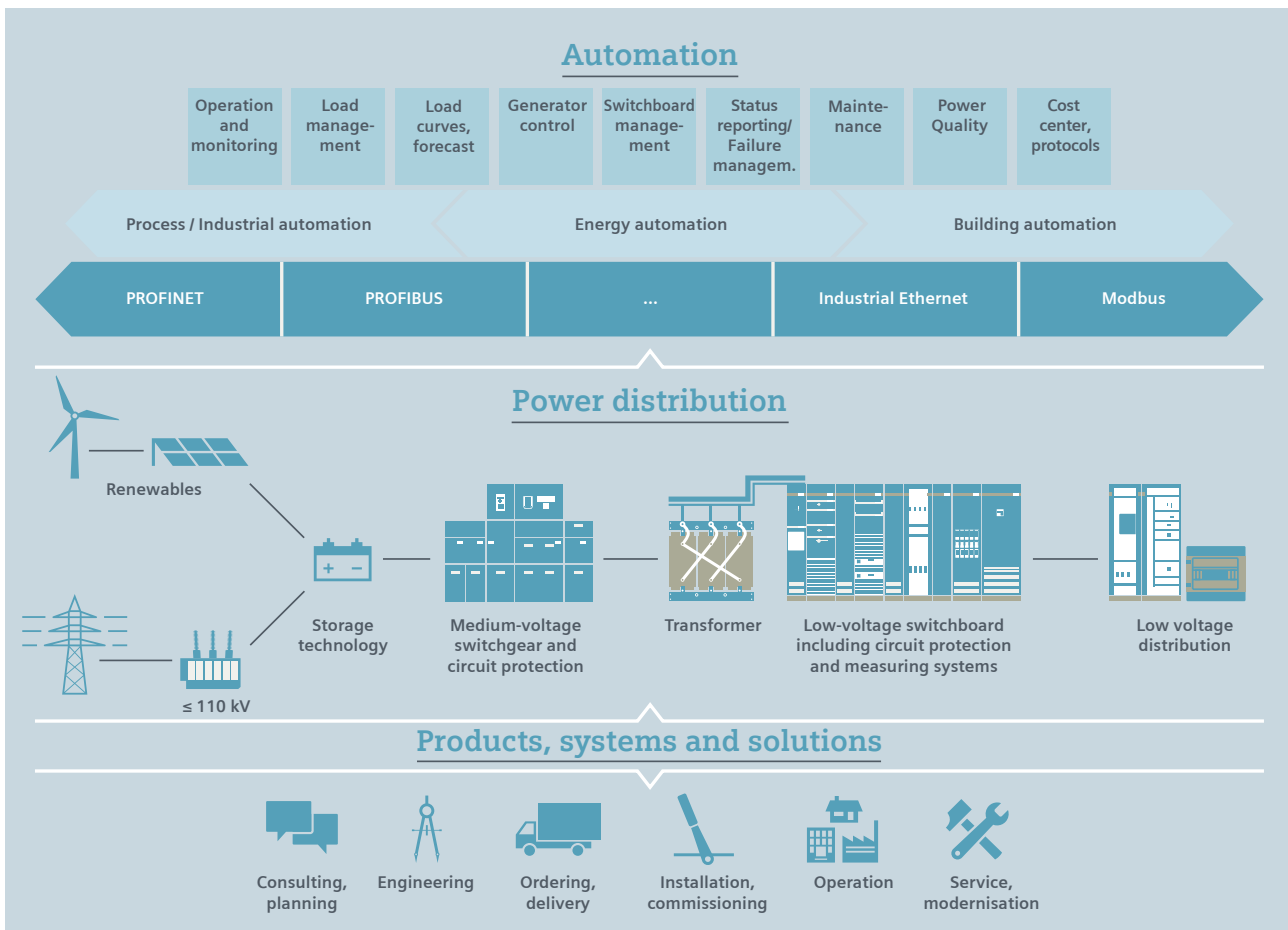 Automation
Operation
and
monitoring
Load
manage-
ment
Load
curves,
forecast
Generator
control
Switchboard
manage-
ment
Status
reporting/
Failure
managem.
Mainte-
nance
Power
Quality
Cost
center,
protocols
Process / Industrial automation
Energy automation
Building automation
PROFINET
PROFIBUS
...
Industrial Ethernet
Modbus
Power distribution
Renewables
≤ 110 kV
Storage
technology
Medium-voltage
switchgear and
circuit protection
Transformer
Low-voltage switchboard
including circuit protection
and measuring systems
Low voltage
distribution
Products, systems and solutions
Consulting,
planning
Engineering
Ordering,
delivery
Installation,
commissioning
Operation
Service,
modernisation